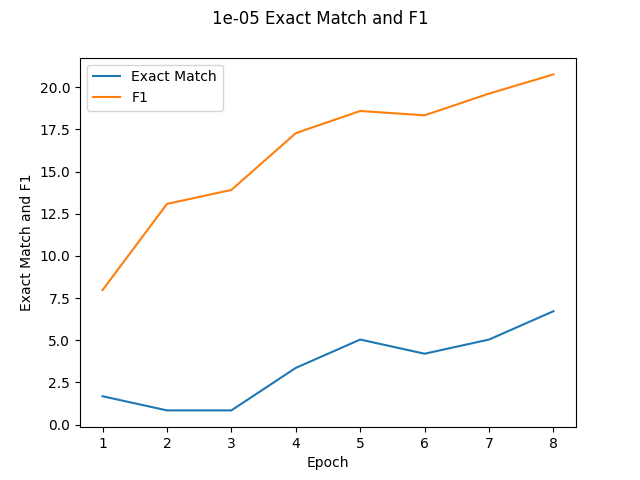 1e-05 Exact Match and F1
Exact Match
F1
20.0
17.5
15.0
12.5
10.0
7.5
5.0
2.5
0.0
Exact Match and F1
1 2 3 4 5 6 7 8
Epoch